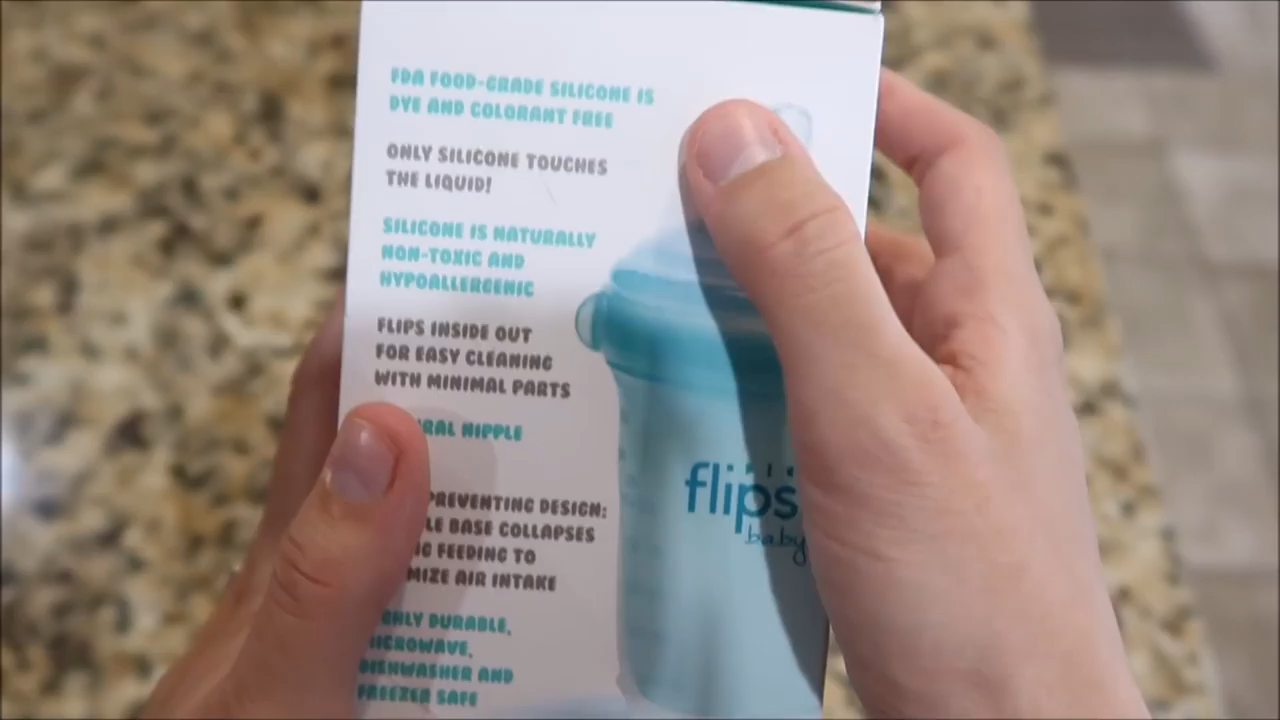 FDA FOOD-GRADE SILICONE IS
DYE AND COLORANT FREE
ONLY SILICONE TOUCHES
THE LIQUID!
SILICONE IS NATURALLY
NON-TOXIC AND
HYPOALLERGENIC
FLIPS INSIDE OUT
FOR EASY CLEANING
WITH MINIMAL PARTS
NIPPLE
PREVENTING DESIGN:
BASE COLLAPSES
FEEDING TO
AIR INTAKE
DURABLE,
MICROWAVE,
DISHWASHER AND
FREEZER SAFE
flips
baby